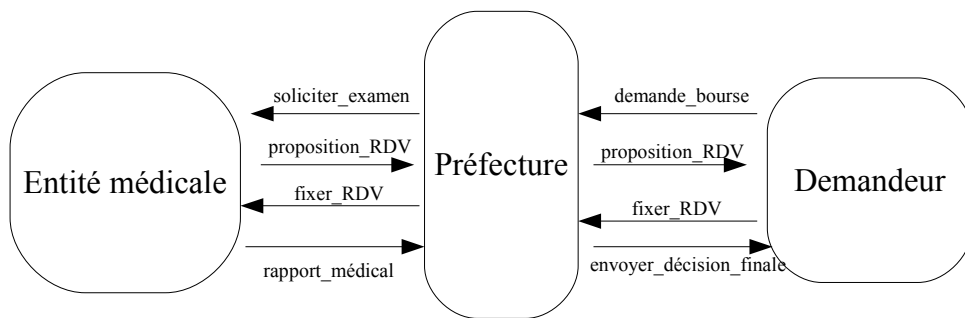 soliciter_examen
demande_bourse
proposition_RDV
proposition_RDV
Entité médicale
Préfecture
Demandeur
fixer_RDV
fixer_RDV
rapport_médical
envoyer_décision_finale